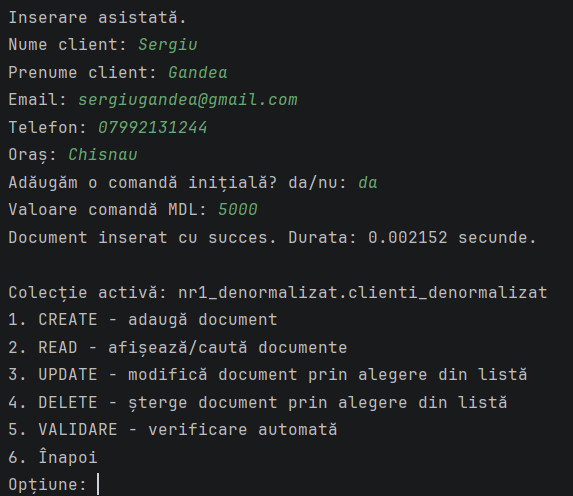 Inserare asistată.
Nume client: Sergiu
Prenume client: Gandea
Email: sergiugandea@gmail.com
Telefon: 07992131244
Oraș: Chisnau
Adăugăm o comandă inițială? da/nu: da
Valoare comandă MDL: 5000
Document inserat cu succes. Durata: 0.002152 secunde.
Colecție activă: nr1_denormalizat.clienti_denormalizat
1. CREATE - adaugă document
2. READ - afișează/caută documente
3. UPDATE - modifică document prin alegere din listă
4. DELETE - șterge document prin alegere din listă
5. VALIDARE - verificare automată
6. Înapoi
Opțiune: